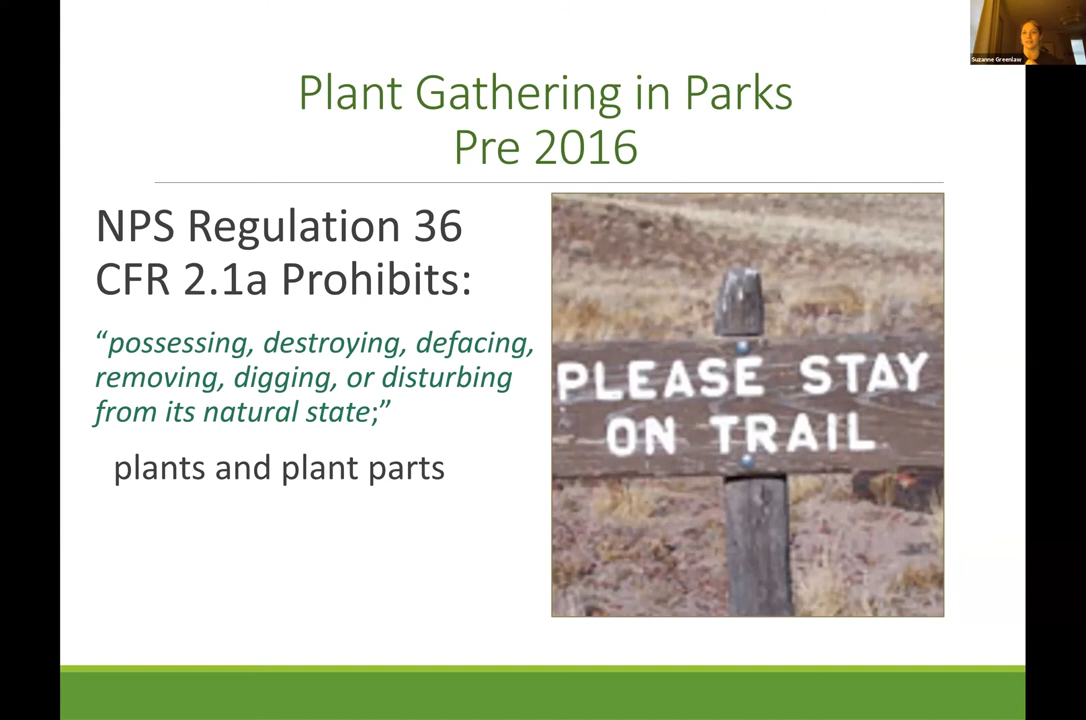 Suzanne Greenlaw
Plant Gathering in Parks
Pre 2016
NPS Regulation 36
CFR 2.1a Prohibits:
“possessing, destroying, defacing,
removing, digging, or disturbing
from its natural state;”
plants and plant parts
PLEASE STAY
ON TRAIL